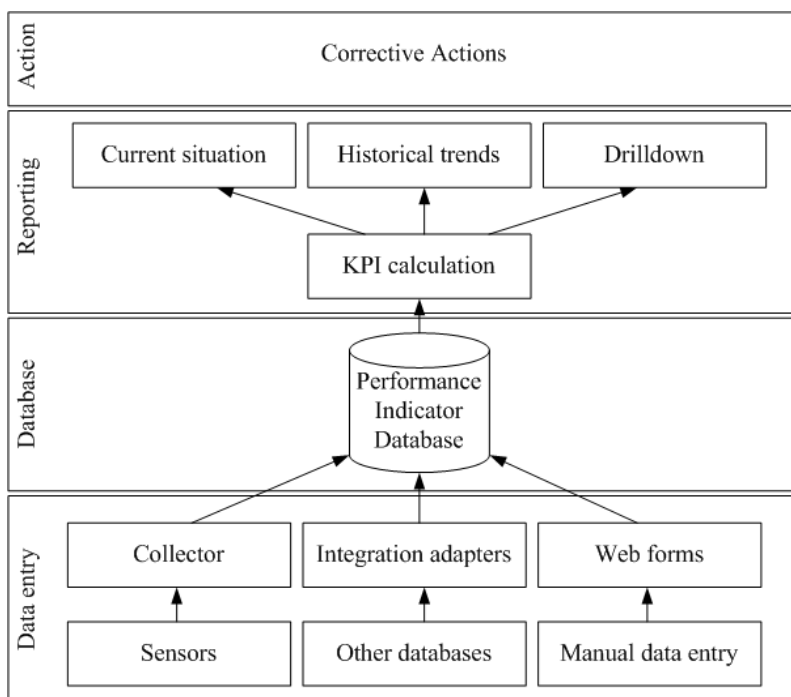 Action
Corrective Actions
Reporting
Current situation
Historical trends
Drilldown
KPI calculation
Database
Performance
Indicator
Database
Data entry
Collector
Integration adapters
Web forms
Sensors
Other databases
Manual data entry